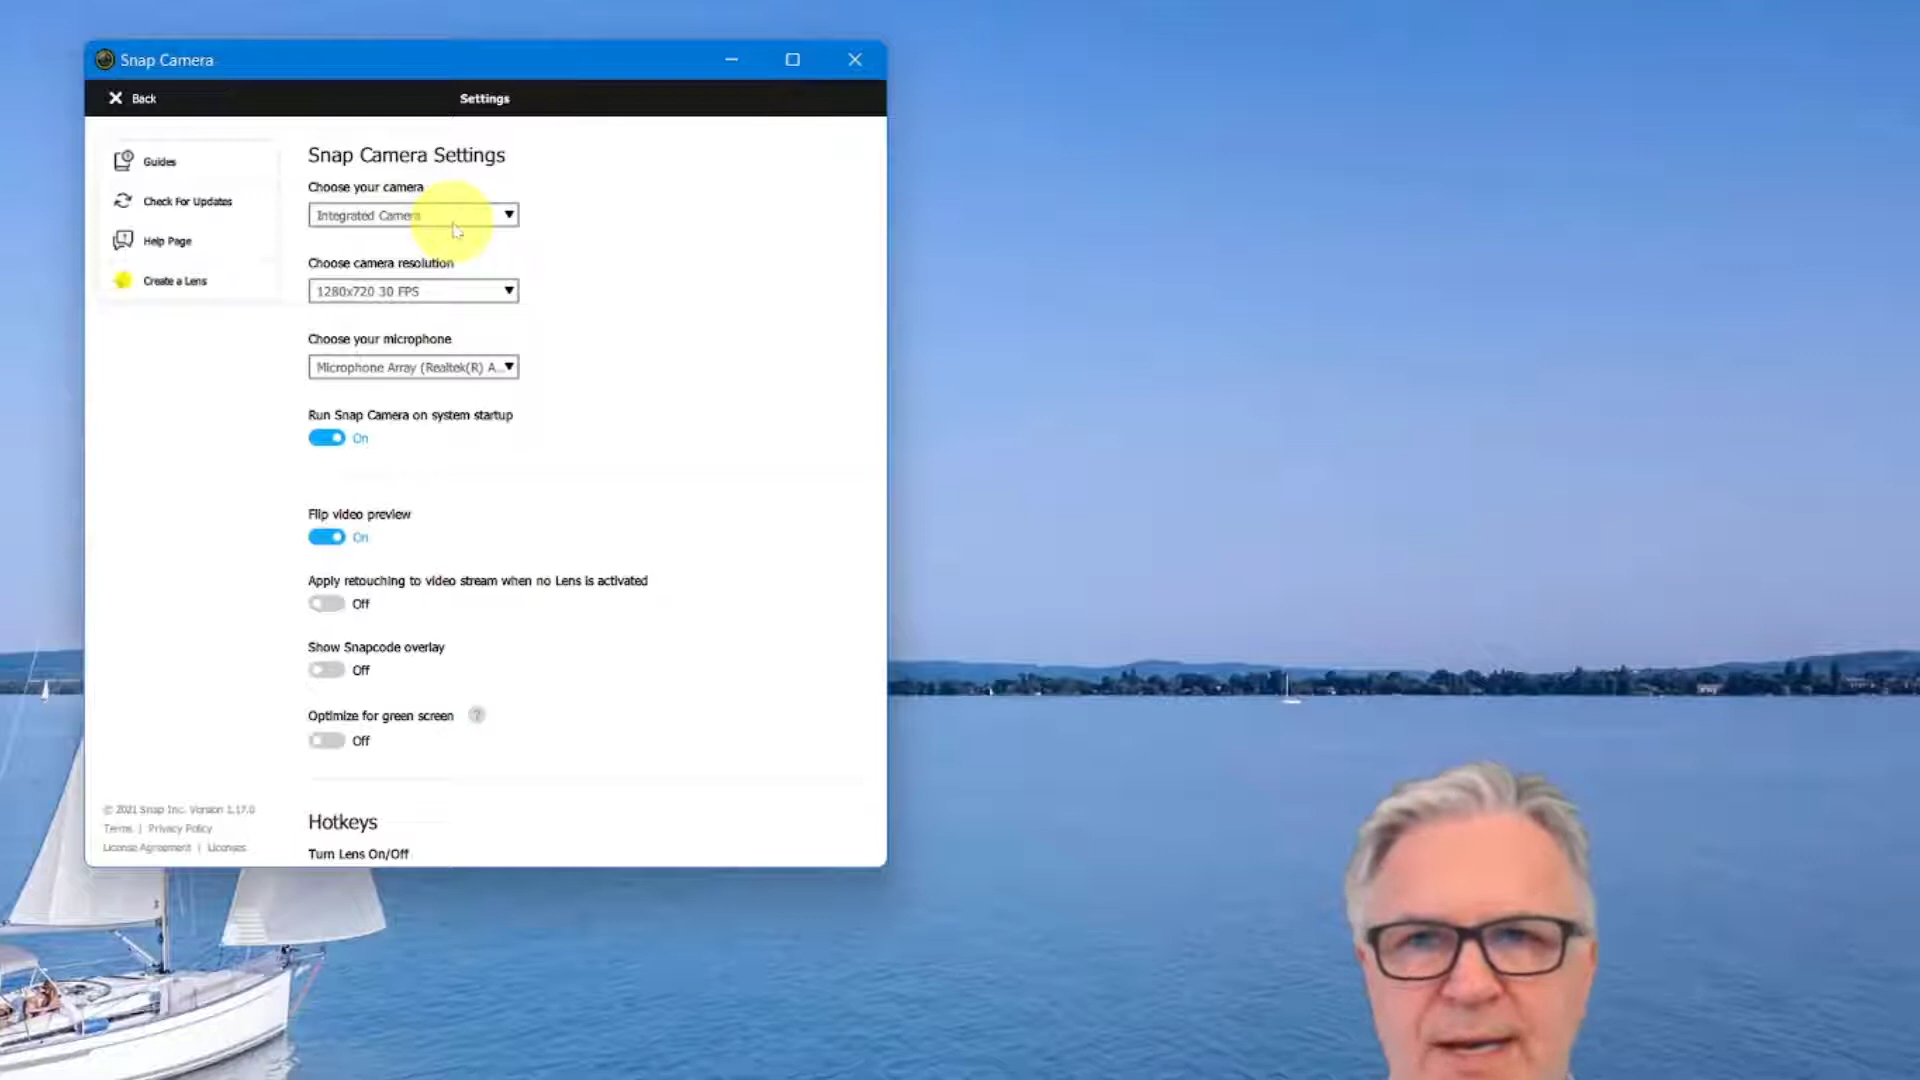 Snap Camera
Back
Settings
Guides
Check For Updates
Help Page
Create a Lens
Snap Camera Settings
Choose your camera
Integrated Camera
Choose camera resolution
1280x720 30 FPS
Choose your microphone
Microphone Array (Realtek(R) A...
Run Snap Camera on system startup
On
Flip video preview
On
Apply retouching to video stream when no Lens is activated
Off
Show Snapcode overlay
Off
Optimize for green screen ?
Off
Hotkeys
Turn Lens On/Off
© 2021 Snap Inc. Version 1.17.0
Terms | Privacy Policy
License Agreement | Licenses